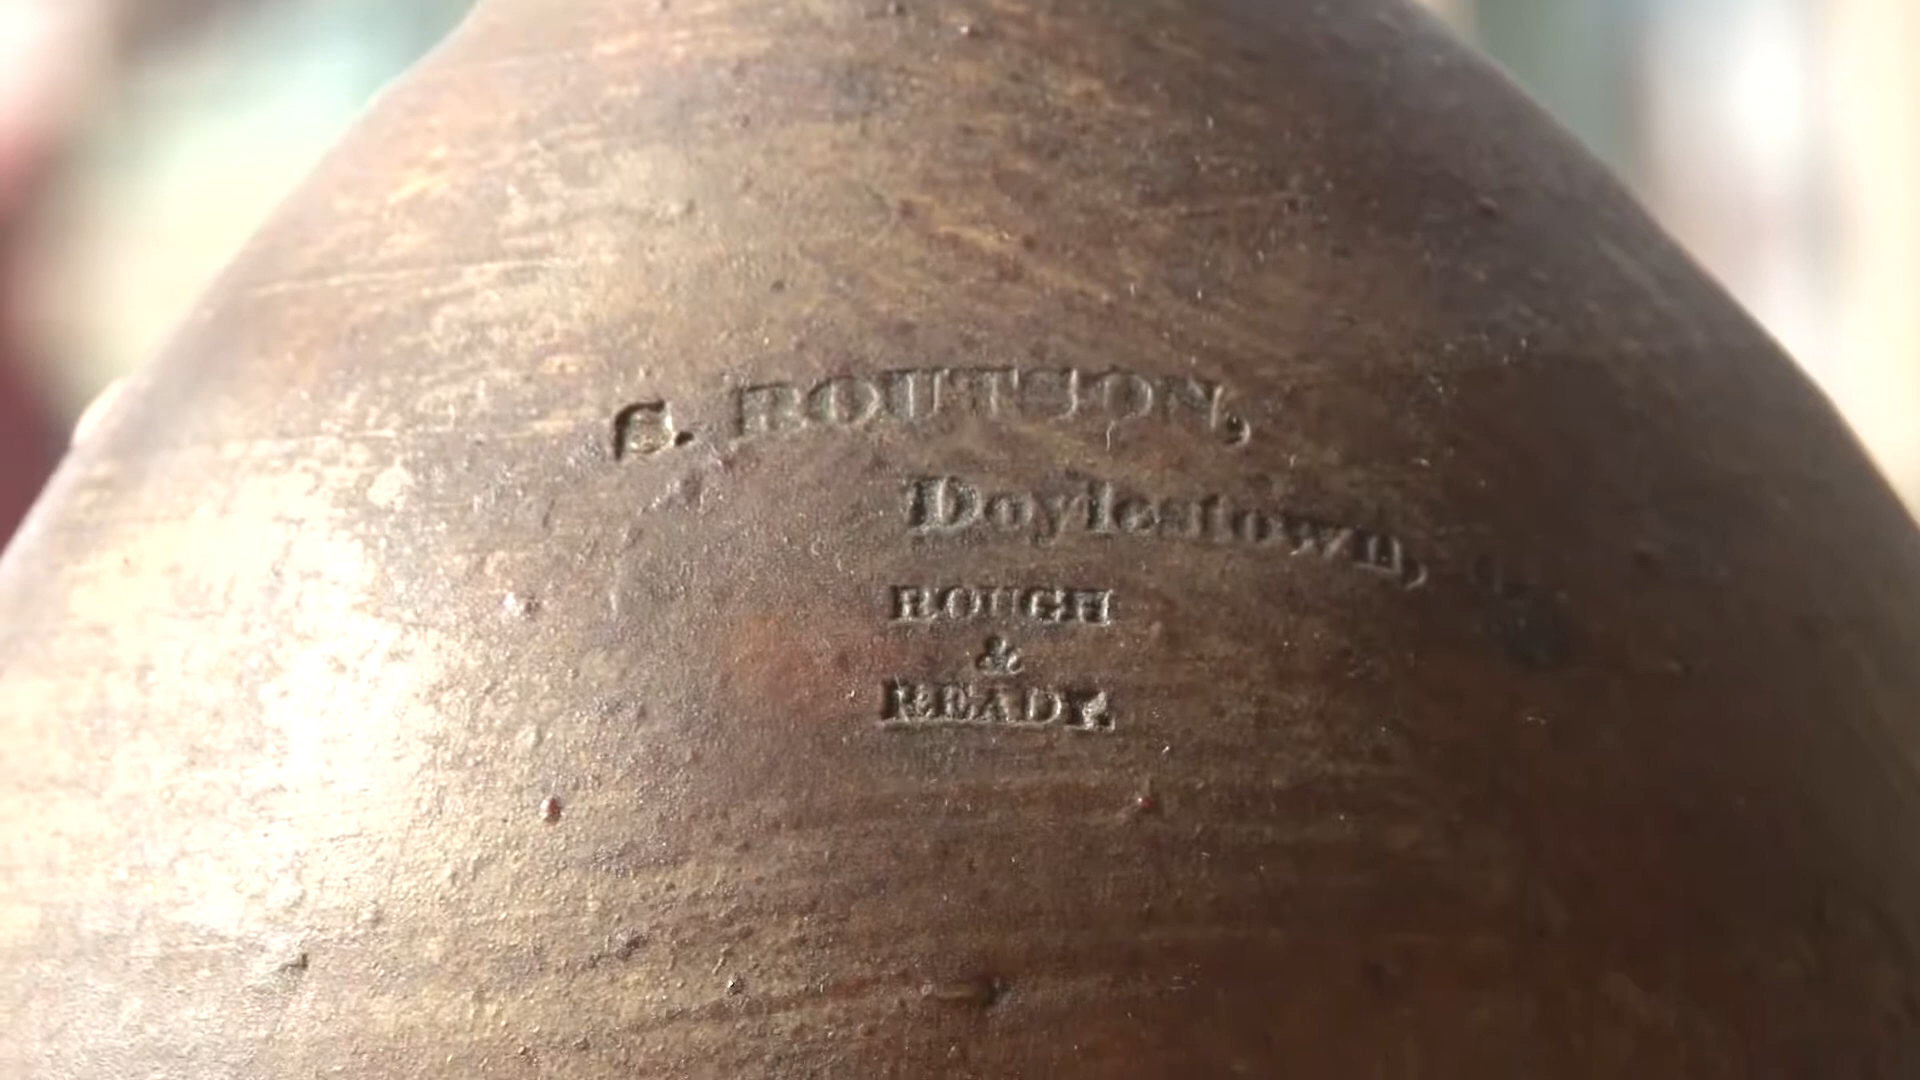 S. ROUTSON,
Doylestown,
ROUGH
&
READY.